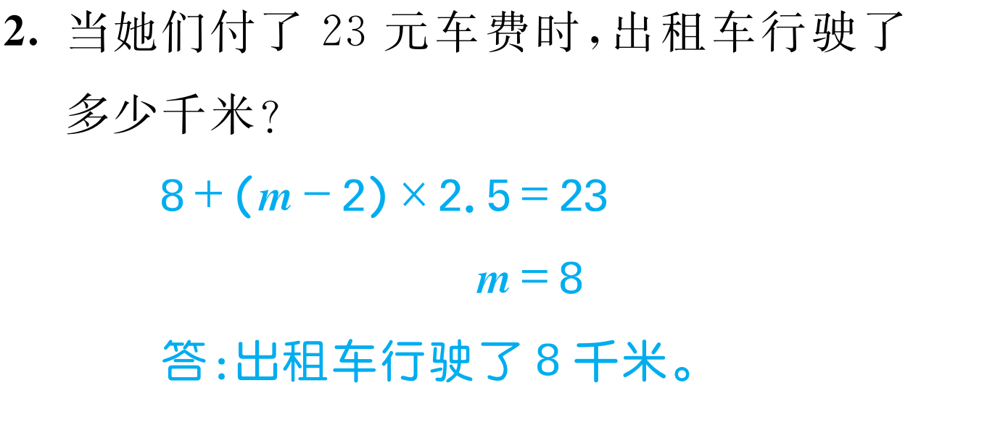 2. 当她们付了 23 元车费时,出租车行驶了
多少千米?
8+(m-2)×2.5=23
m=8
答:出租车行驶了8千米。